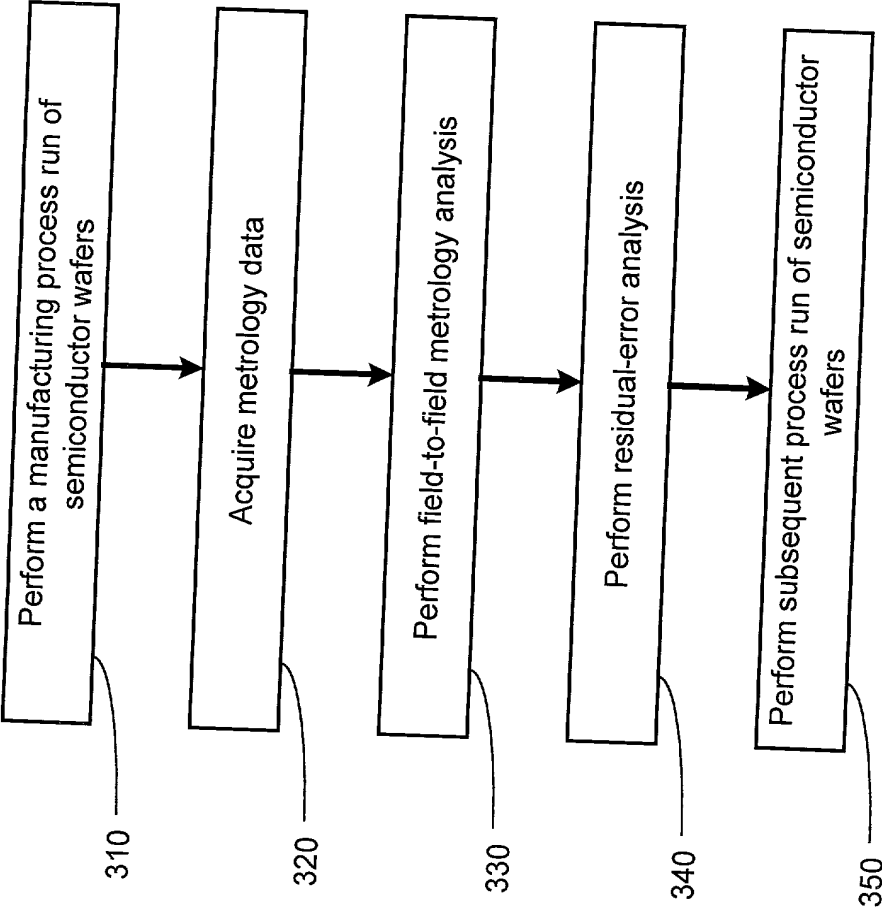 Perform a manufacturing process run of
semiconductor wafers
310
Acquire metrology data
320
Perform field-to-field metrology analysis
330
Perform residual-error analysis
340
Perform subsequent process run of semiconductor
wafers
350